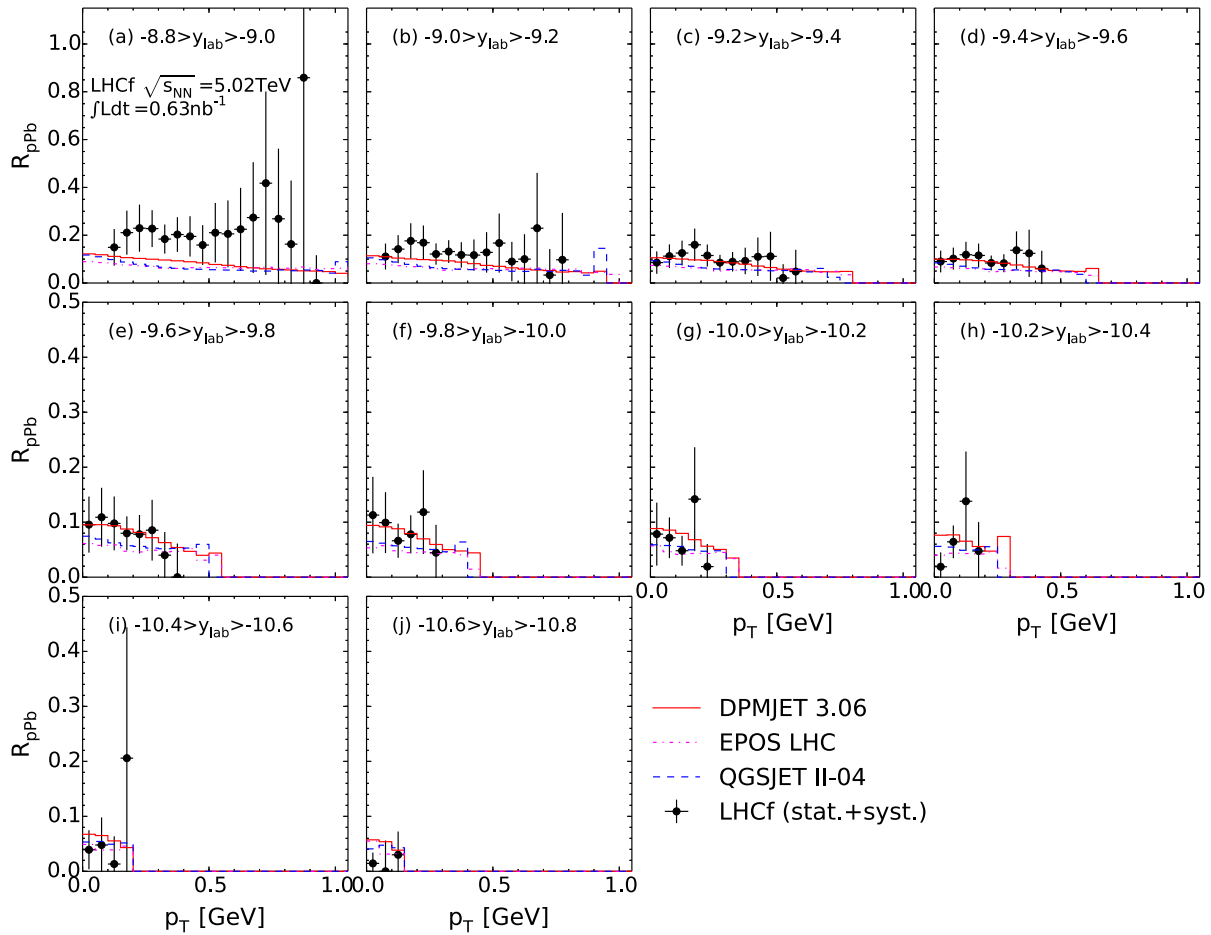 (a) -8.8>y_lab>-9.0
(b) -9.0>y_lab>-9.2
(c) -9.2>y_lab>-9.4
(d) -9.4>y_lab>-9.6
LHCf √s_NN =5.02TeV
∫Ldt =0.63nb⁻¹
R_pPb
1.0
0.8
0.6
0.4
0.2
0.0
(e) -9.6>y_lab>-9.8
(f) -9.8>y_lab>-10.0
(g) -10.0>y_lab>-10.2
(h) -10.2>y_lab>-10.4
R_pPb
0.5
0.4
0.3
0.2
0.1
0.0
0.0 0.5 1.0
0.0 0.5 1.0
p_T [GeV]
p_T [GeV]
(i) -10.4>y_lab>-10.6
(j) -10.6>y_lab>-10.8
R_pPb
0.5
0.4
0.3
0.2
0.1
0.0
0.0 0.5 1.0
0.0 0.5 1.0
p_T [GeV]
p_T [GeV]
DPMJET 3.06
EPOS LHC
QGSJET II-04
LHCf (stat.+syst.)